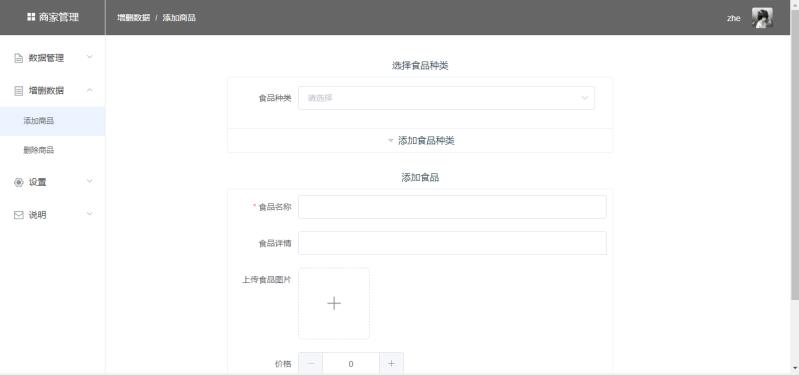 商家管理
增删数据 / 添加商品
zhe
数据管理
增删数据
添加商品
删除商品
设置
说明
选择食品种类
食品种类 请选择
添加食品种类
添加食品
* 食品名称
食品详情
上传食品图片
价格 0